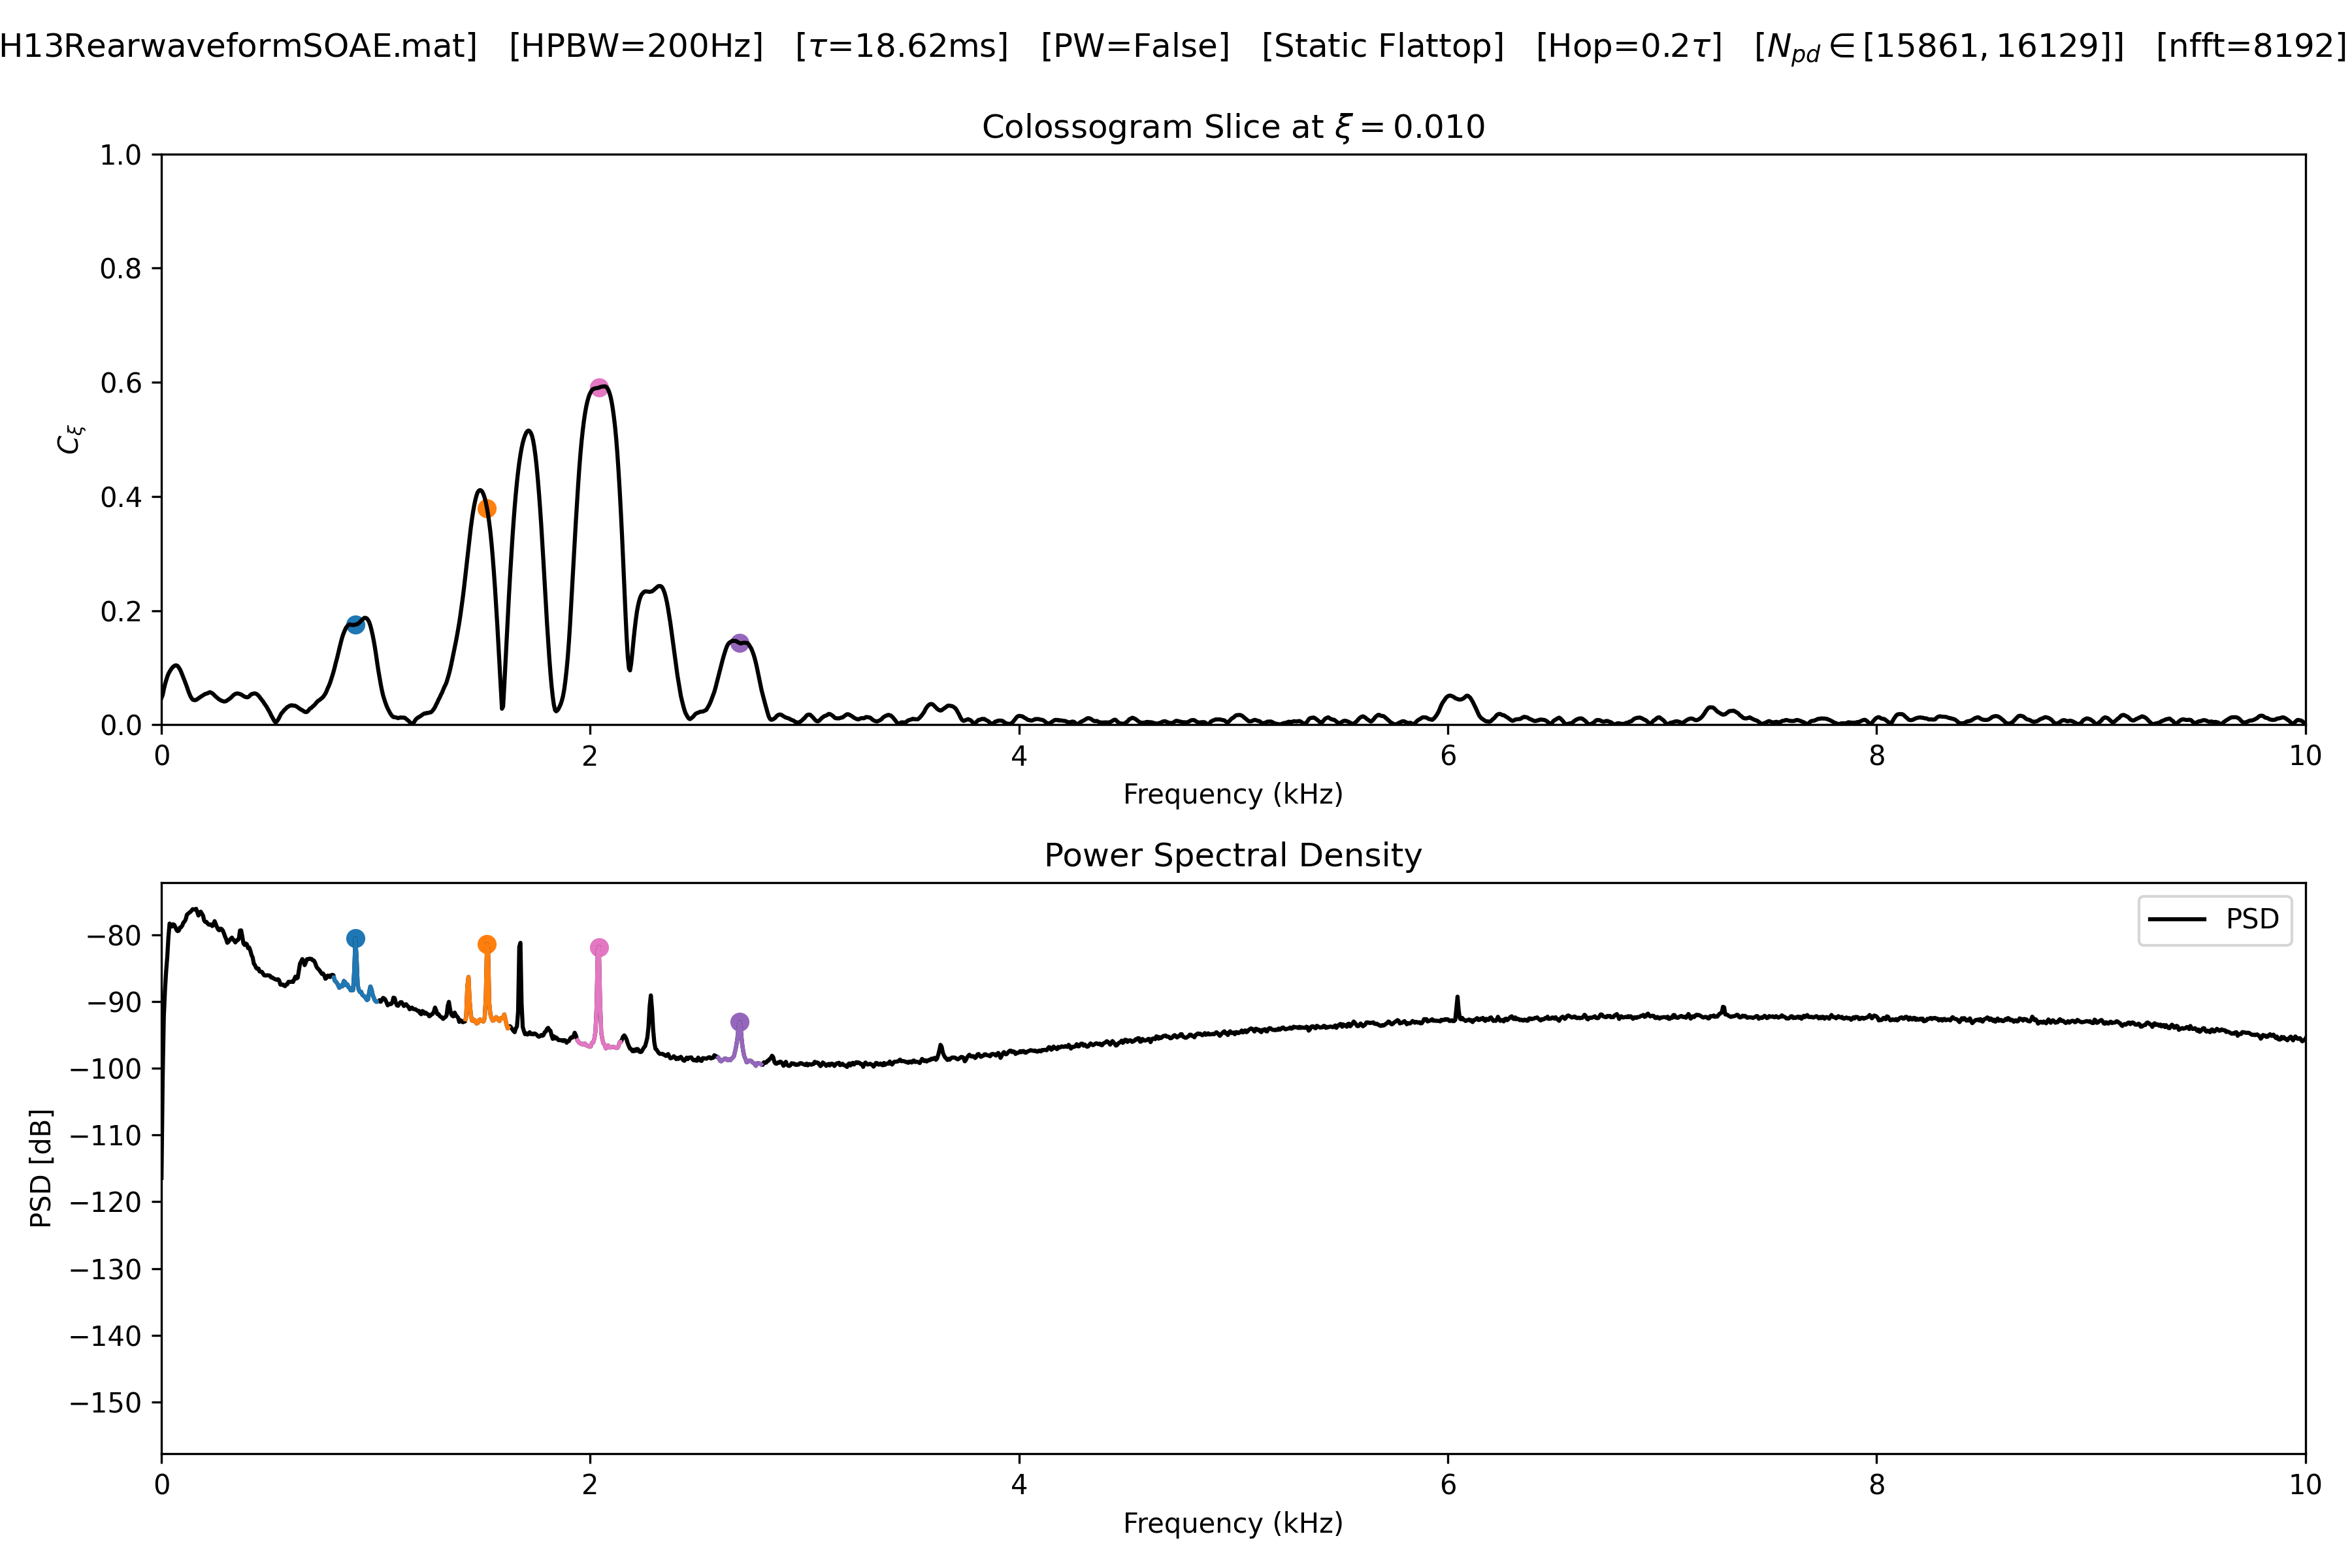 H13RearwaveformSOAE.mat] [HPBW=200Hz] [τ=18.62ms] [PW=False] [Static Flattop] [Hop=0.2τ] [N_pd ∈ [15861, 16129]] [nfft=8192]
Colossogram Slice at ξ = 0.010
1.0
0.8
0.6
0.4
0.2
0.0
C_ξ
0 2 4 6 8 10
Frequency (kHz)
Power Spectral Density
PSD
−80
−90
−100
−110
−120
−130
−140
−150
PSD [dB]
0 2 4 6 8 10
Frequency (kHz)